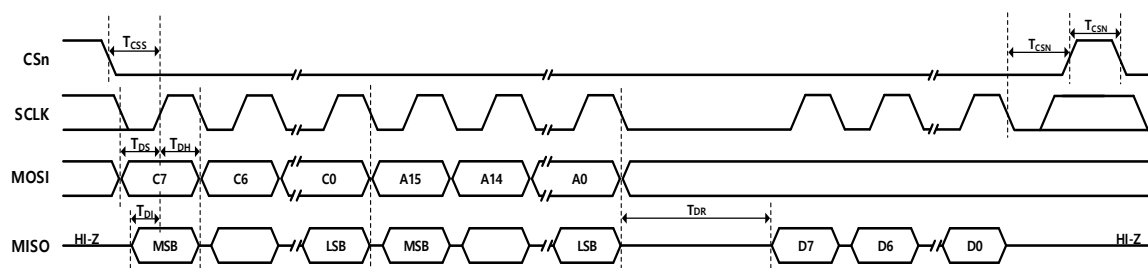 TCSS TCSN TCSN
CSn
SCLK
TDS TDH
MOSI C7 C6 C0 A15 A14 A0
TDI TDR
MISO HI-Z MSB LSB MSB LSB D7 D6 D0 HI-Z